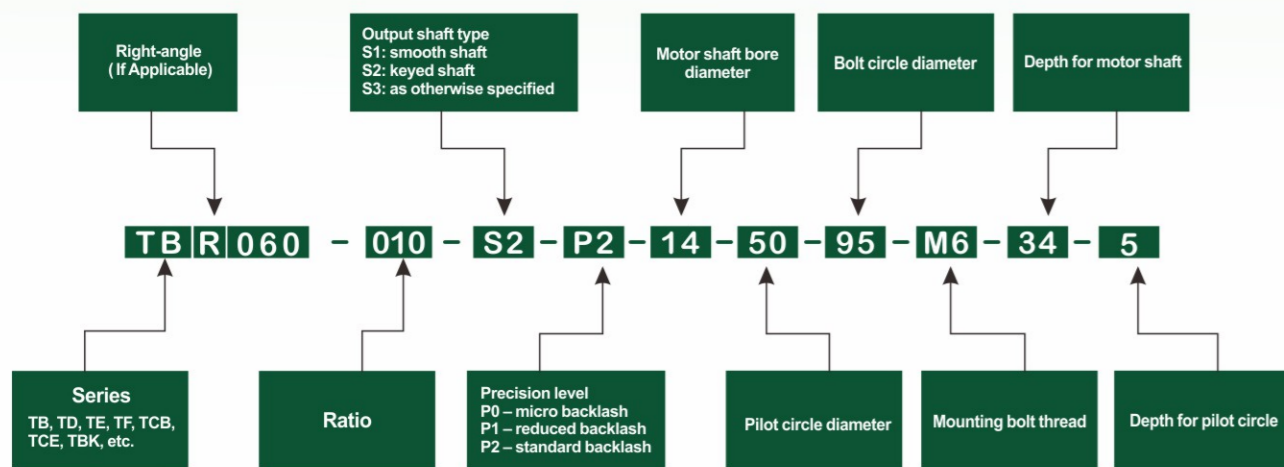 Right-angle
( If Applicable)
Output shaft type
S1: smooth shaft
S2: keyed shaft
S3: as otherwise specified
Motor shaft bore
diameter
Bolt circle diameter
Depth for motor shaft
TB R 060 - 010 - S2 - P2 - 14 - 50 - 95 - M6 - 34 - 5
Series
TB, TD, TE, TF, TCB,
TCE, TBK, etc.
Ratio
Precision level
P0 – micro backlash
P1 – reduced backlash
P2 – standard backlash
Pilot circle diameter
Mounting bolt thread
Depth for pilot circle